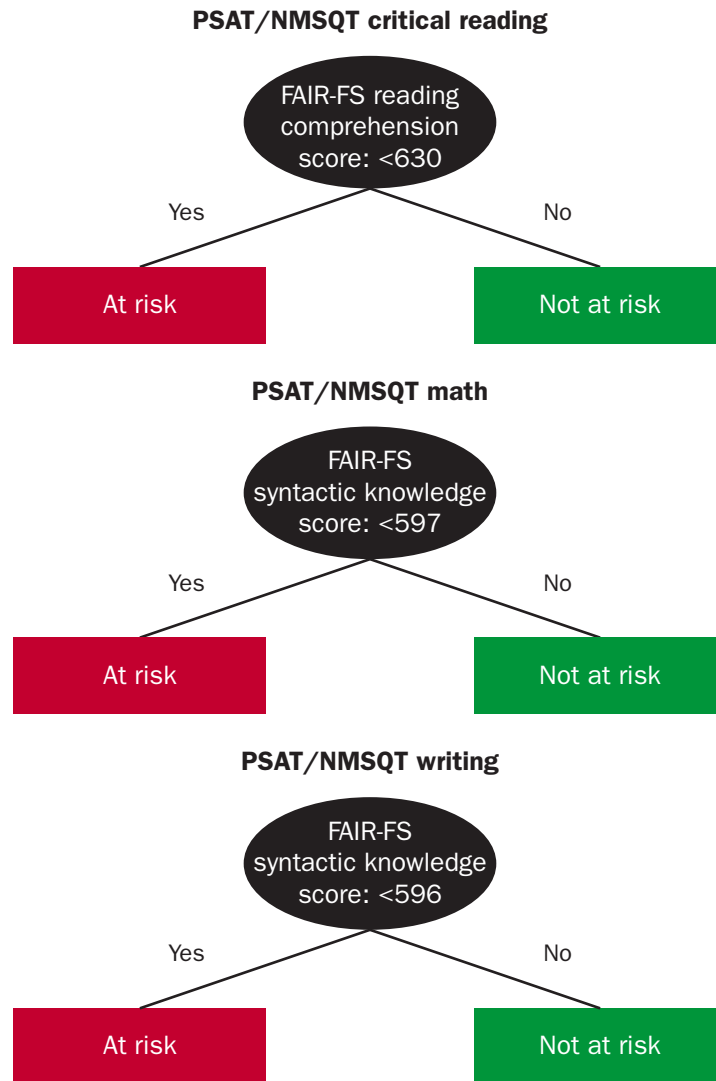 PSAT/NMSQT critical reading
FAIR-FS reading
comprehension
score: <630
Yes
No
At risk
Not at risk
PSAT/NMSQT math
FAIR-FS
syntactic knowledge
score: <597
Yes
No
At risk
Not at risk
PSAT/NMSQT writing
FAIR-FS
syntactic knowledge
score: <596
Yes
No
At risk
Not at risk